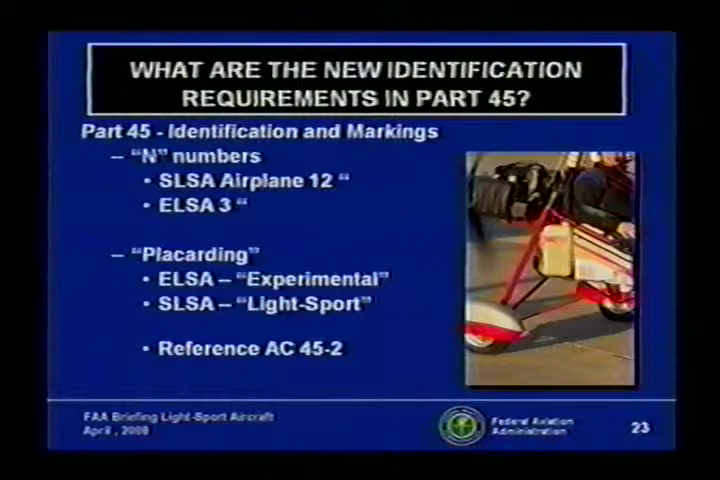 WHAT ARE THE NEW IDENTIFICATION
REQUIREMENTS IN PART 45?
Part 45 - Identification and Markings
– “N” numbers
• SLSA Airplane 12 “
• ELSA 3 “
– “Placarding”
• ELSA – “Experimental”
• SLSA – “Light-Sport”
• Reference AC 45-2
FAA Briefing Light-Sport Aircraft
April , 2008
Federal Aviation
Administration
23